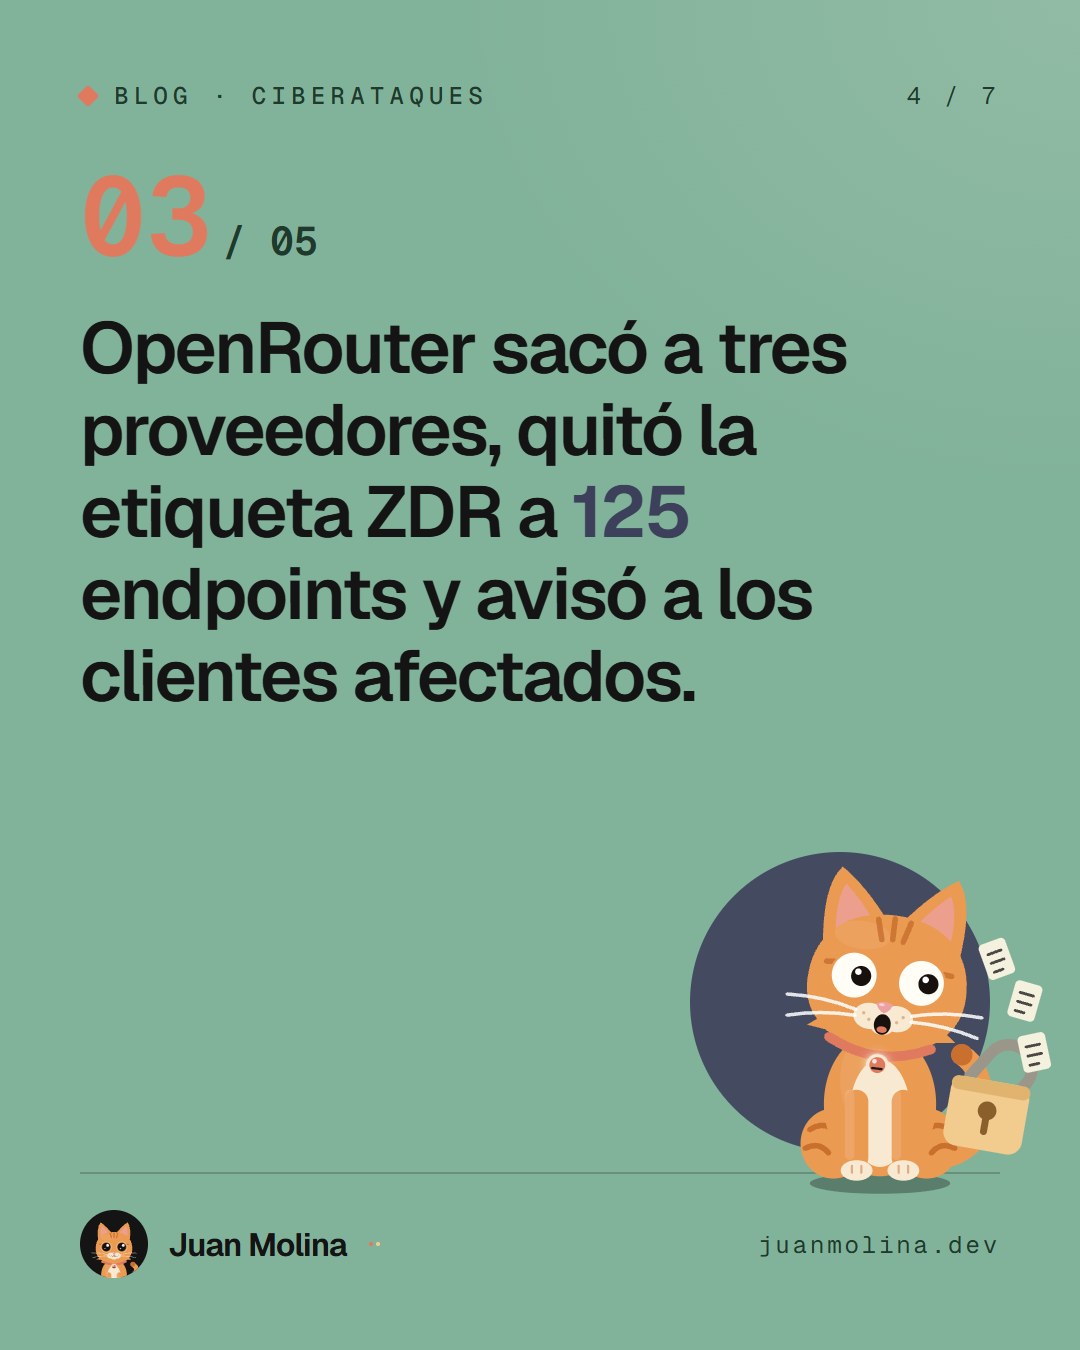 BLOG · CIBERATAQUES
4 / 7
03 / 05
OpenRouter sacó a tres
proveedores, quitó la
etiqueta ZDR a 125
endpoints y avisó a los
clientes afectados.
Juan Molina
juanmolina.dev